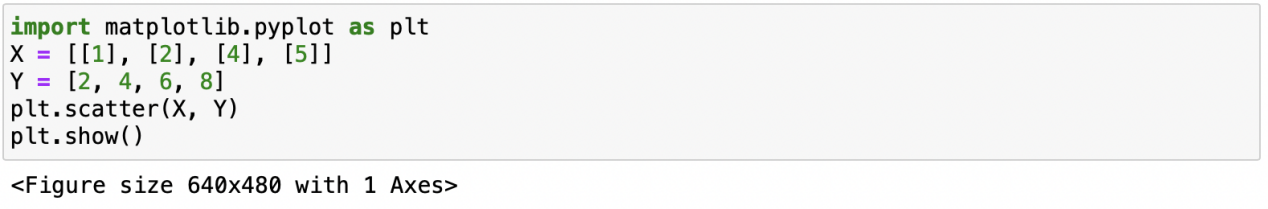 import matplotlib.pyplot as plt
X = [[1], [2], [4], [5]]
Y = [2, 4, 6, 8]
plt.scatter(X, Y)
plt.show()
<Figure size 640x480 with 1 Axes>